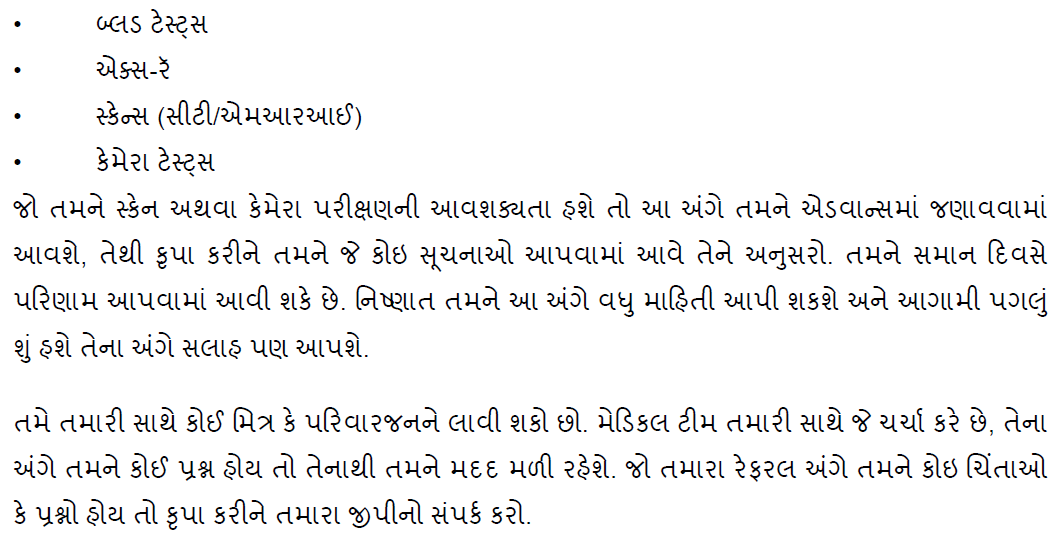 • બ્લડ ટેસ્ટ્સ
• એક્સ-રૅ
• સ્કેન્સ (સીટી/એમઆરઆઈ)
• કેમેરા ટેસ્ટ્સ
જો તમને સ્કેન અથવા કેમેરા પરીક્ષણની આવશક્યતા હશે તો આ અંગે તમને એડવાન્સમાં જણાવવામાં
આવશે, તેથી કૃપા કરીને તમને જે કોઇ સૂચનાઓ આપવામાં આવે તેને અનુસરો. તમને સમાન દિવસે
પરિણામ આપવામાં આવી શકે છે. નિષ્ણાત તમને આ અંગે વધુ માહિતી આપી શકશે અને આગામી પગલું
શું હશે તેના અંગે સલાહ પણ આપશે.
તમે તમારી સાથે કોઈ મિત્ર કે પરિવારજનને લાવી શકો છો. મેડિકલ ટીમ તમારી સાથે જે ચર્ચા કરે છે, તેના
અંગે તમને કોઈ પ્રશ્ન હોય તો તેનાથી તમને મદદ મળી રહેશે. જો તમારા રેફરલ અંગે તમને કોઇ ચિંતાઓ
કે પ્રશ્નો હોય તો કૃપા કરીને તમારા જીપીનો સંપર્ક કરો.